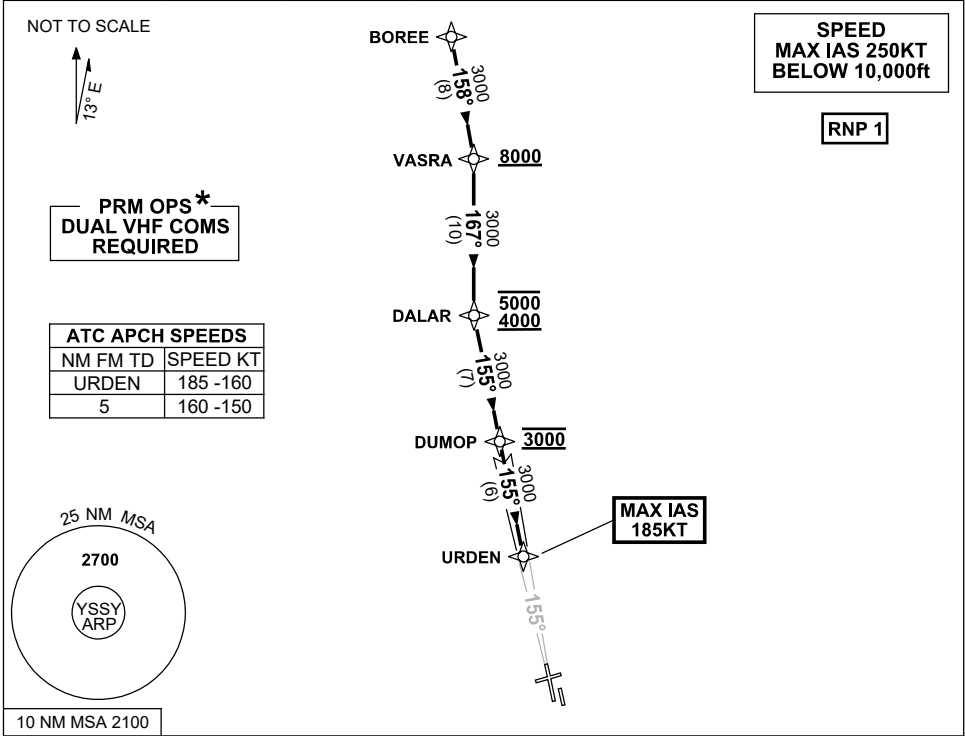 NOT TO SCALE
13° E
SPEED
MAX IAS 250KT
BELOW 10,000ft
RNP 1
BOREE
3000
158°
(8)
VASRA
8000
3000
167°
(10)
PRM OPS*
DUAL VHF COMS
REQUIRED
DALAR
5000
4000
3000
155°
(7)
ATC APCH SPEEDS
NM FM TD SPEED KT
URDEN 185 -160
5 160 -150
DUMOP
3000
3000
155°
(6)
MAX IAS
185KT
URDEN
155°
25 NM MSA
2700
YSSY
ARP
10 NM MSA 2100